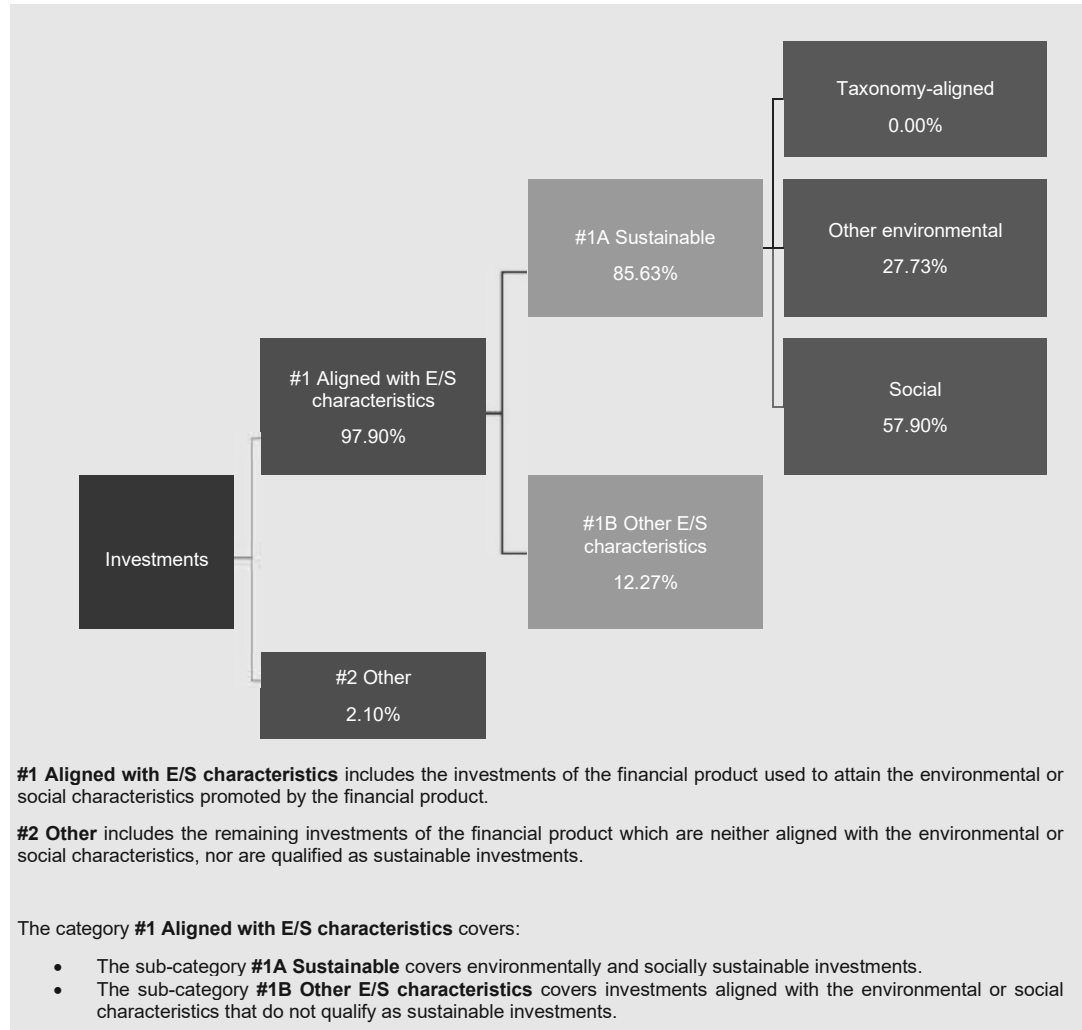 Taxonomy-aligned
0.00%
#1A Sustainable
85.63%
Other environmental
27.73%
#1 Aligned with E/S
characteristics
97.90%
Social
57.90%
Investments
#1B Other E/S
characteristics
12.27%
#2 Other
2.10%
#1 Aligned with E/S characteristics includes the investments of the financial product used to attain the environmental or
social characteristics promoted by the financial product.
#2 Other includes the remaining investments of the financial product which are neither aligned with the environmental or
social characteristics, nor are qualified as sustainable investments.
The category #1 Aligned with E/S characteristics covers:
• The sub-category #1A Sustainable covers environmentally and socially sustainable investments.
• The sub-category #1B Other E/S characteristics covers investments aligned with the environmental or social
characteristics that do not qualify as sustainable investments.